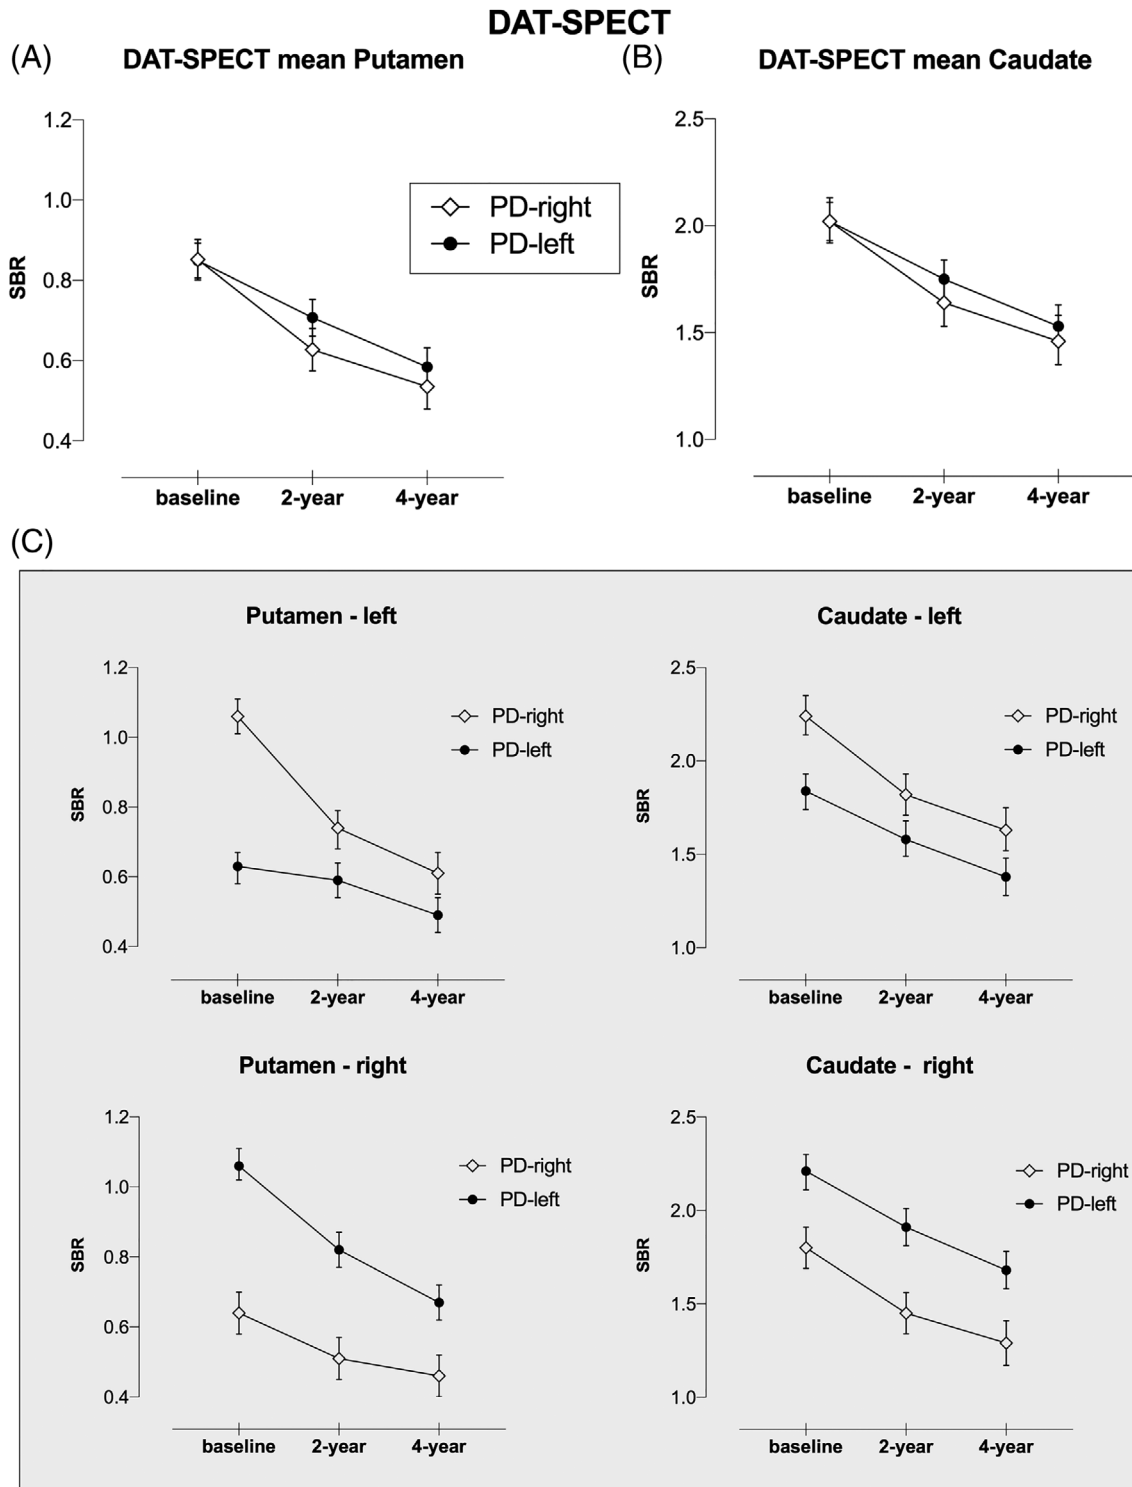 DAT-SPECT
(A) DAT-SPECT mean Putamen
1.2
1.0
0.8
0.6
0.4
SBR
PD-right
PD-left
baseline 2-year 4-year
(B) DAT-SPECT mean Caudate
2.5
2.0
1.5
1.0
SBR
baseline 2-year 4-year
(C)
Putamen - left
1.2
1.0
0.8
0.6
0.4
SBR
PD-right
PD-left
baseline 2-year 4-year
Caudate - left
2.5
2.0
1.5
1.0
SBR
PD-right
PD-left
baseline 2-year 4-year
Putamen - right
1.2
1.0
0.8
0.6
0.4
SBR
PD-right
PD-left
baseline 2-year 4-year
Caudate - right
2.5
2.0
1.5
1.0
SBR
PD-right
PD-left
baseline 2-year 4-year